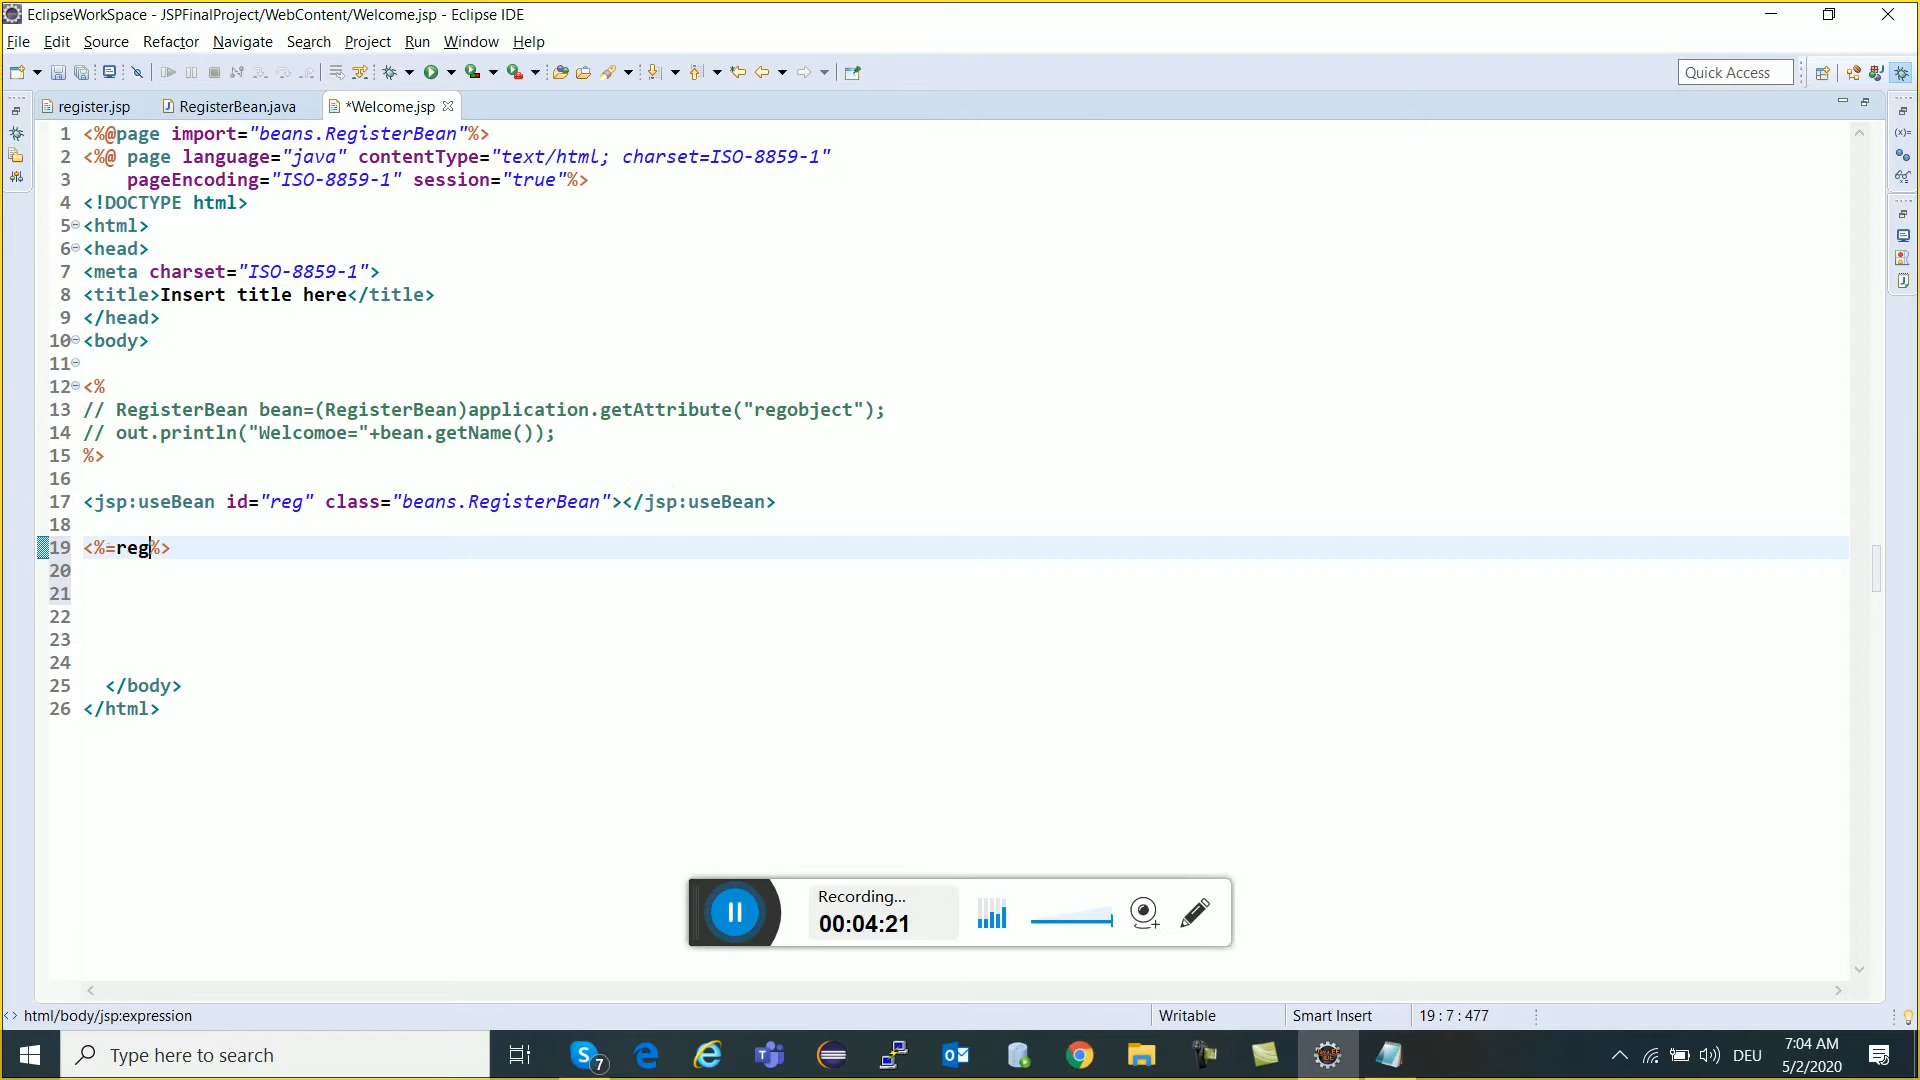 EclipseWorkSpace - JSPFinalProject/WebContent/Welcome.jsp - Eclipse IDE
File Edit Source Refactor Navigate Search Project Run Window Help
Quick Access
register.jsp RegisterBean.java *Welcome.jsp
1 <%@page import="beans.RegisterBean"%>
2 <%@ page language="java" contentType="text/html; charset=ISO-8859-1"
3 pageEncoding="ISO-8859-1" session="true"%>
4 <!DOCTYPE html>
5 <html>
6 <head>
7 <meta charset="ISO-8859-1">
8 <title>Insert title here</title>
9 </head>
10 <body>
11
12 <%
13 // RegisterBean bean=(RegisterBean)application.getAttribute("regobject");
14 // out.println("Welcomoe="+bean.getName());
15 %>
16
17 <jsp:useBean id="reg" class="beans.RegisterBean"></jsp:useBean>
18
19 <%=reg%>
20
21
22
23
24
25 </body>
26 </html>
Recording...
00:04:21
html/body/jsp:expression Writable Smart Insert 19 : 7 : 477
Type here to search 7 DEU 7:04 AM
5/2/2020